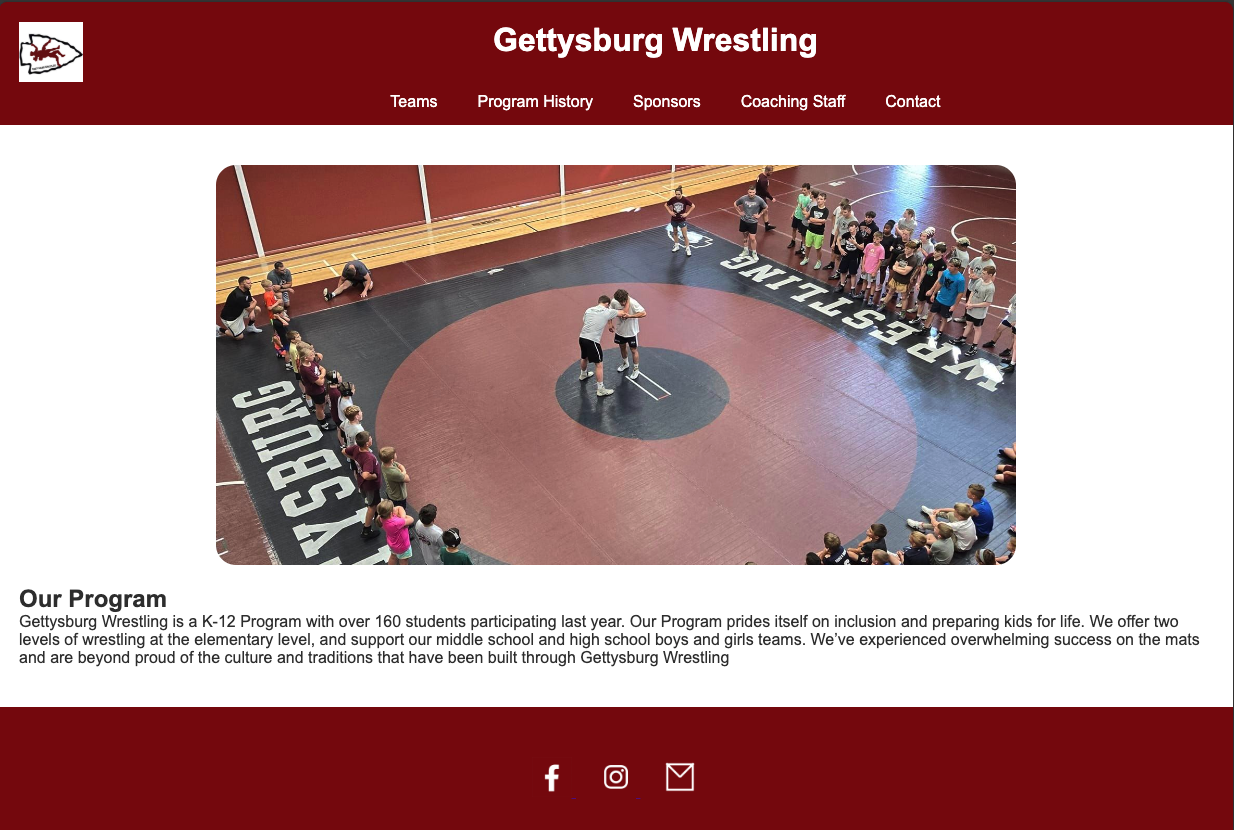 Gettysburg Wrestling
Teams Program History Sponsors Coaching Staff Contact
WRESTLING
YSBURG
Our Program
Gettysburg Wrestling is a K-12 Program with over 160 students participating last year. Our Program prides itself on inclusion and preparing kids for life. We offer two
levels of wrestling at the elementary level, and support our middle school and high school boys and girls teams. We’ve experienced overwhelming success on the mats
and are beyond proud of the culture and traditions that have been built through Gettysburg Wrestling